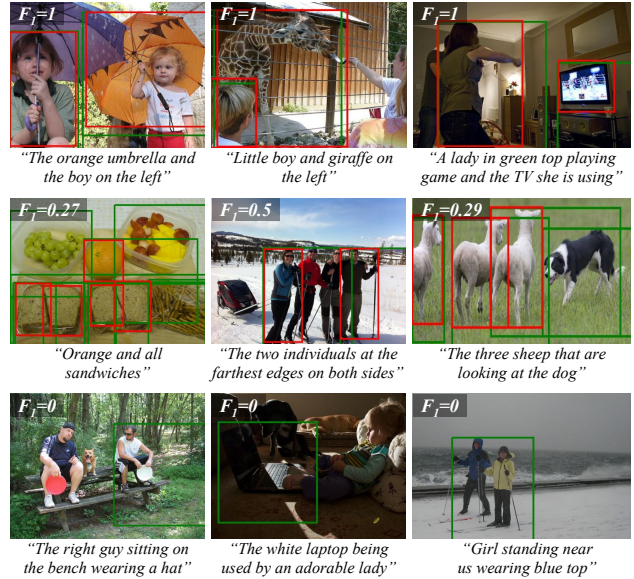 F1=1
F1=1
F1=1
“The orange umbrella and
the boy on the left”
“Little boy and giraffe on
the left”
“A lady in green top playing
game and the TV she is using”
F1=0.27
F1=0.5
F1=0.29
“Orange and all
sandwiches”
“The two individuals at the
farthest edges on both sides”
“The three sheep that are
looking at the dog”
F1=0
F1=0
F1=0
“The right guy sitting on
the bench wearing a hat”
“The white laptop being
used by an adorable lady”
“Girl standing near
us wearing blue top”